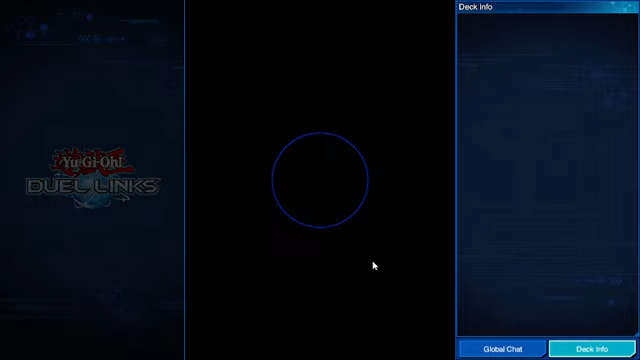 Deck Info
Yu-Gi-Oh!
DUEL LINKS
Global Chat
Deck Info